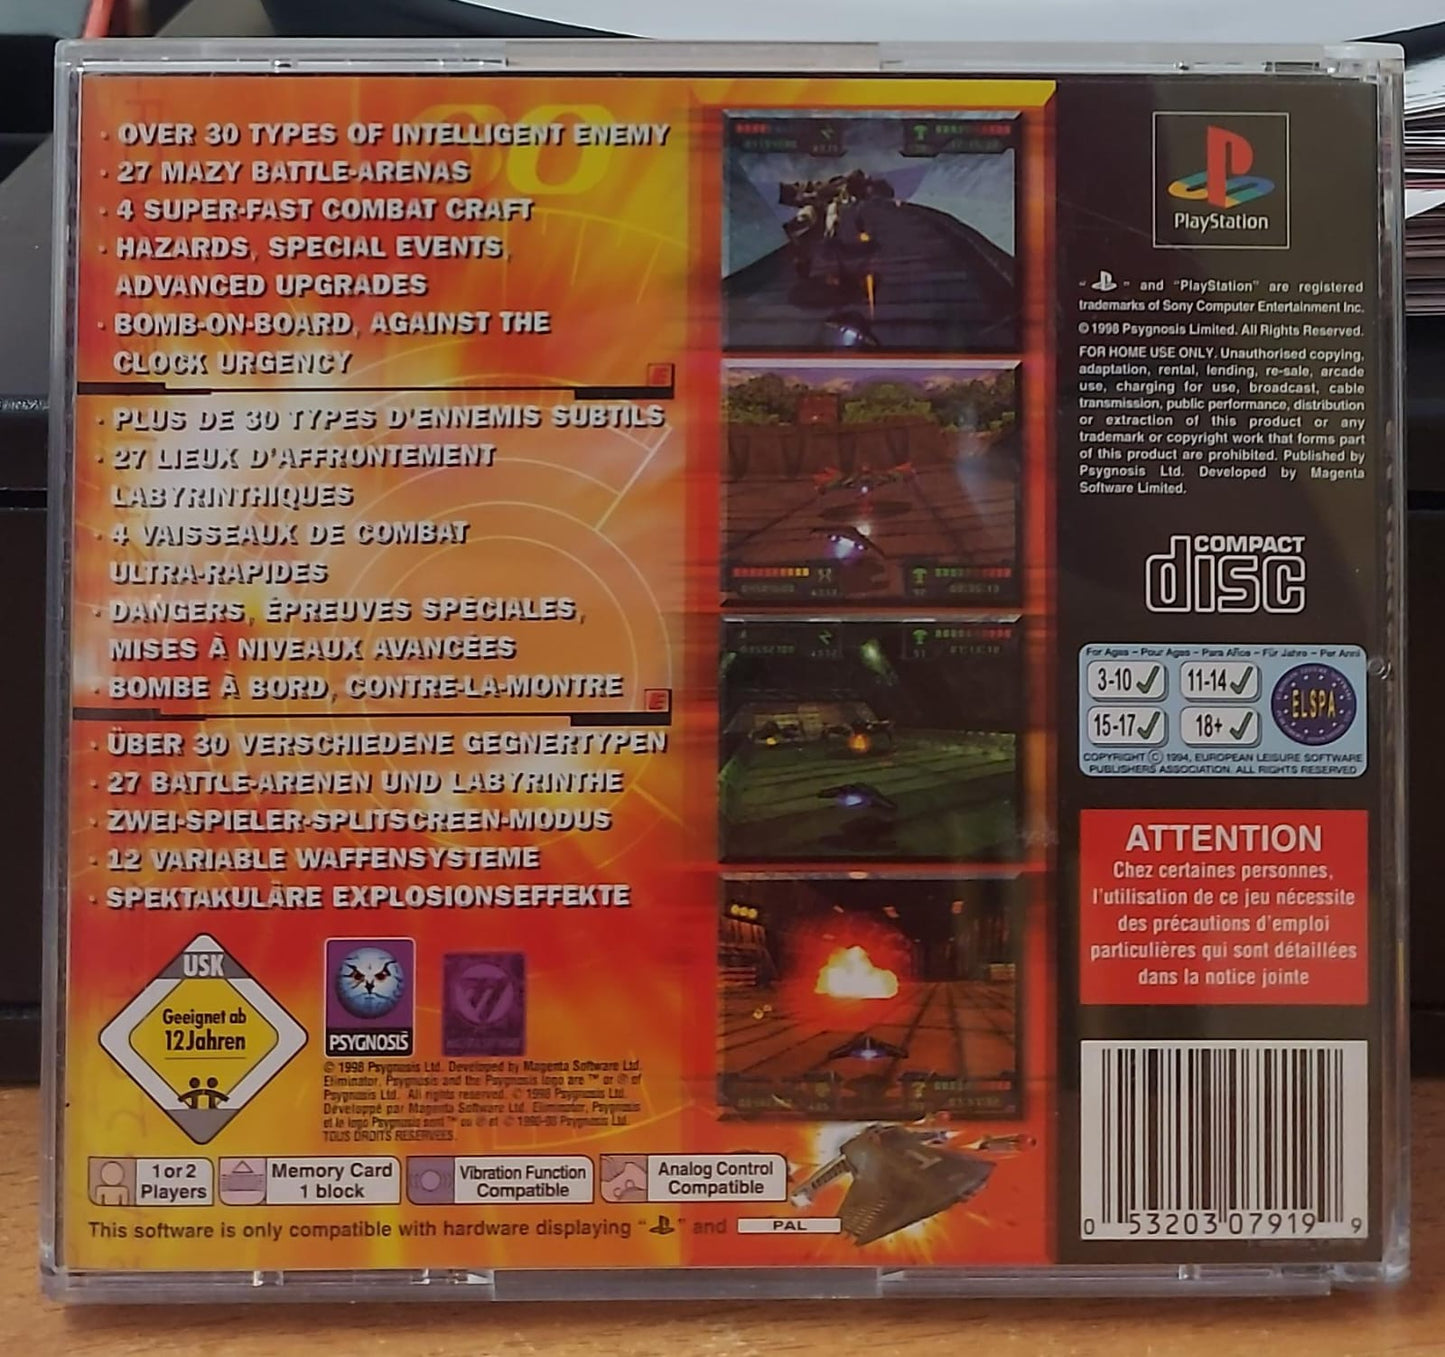 · OVER 30 TYPES OF INTELLIGENT ENEMY
· 27 MAZY BATTLE-ARENAS
· 4 SUPER-FAST COMBAT CRAFT
· HAZARDS, SPECIAL EVENTS,
ADVANCED UPGRADES
· BOMB-ON-BOARD, AGAINST THE
CLOCK URGENCY
· PLUS DE 30 TYPES D'ENNEMIS SUBTILS
· 27 LIEUX D'AFFRONTEMENT
LABYRINTHIQUES
· 4 VAISSEAUX DE COMBAT
ULTRA-RAPIDES
· DANGERS, ÉPREUVES SPÉCIALES,
MISES À NIVEAUX AVANCÉES
· BOMBE À BORD, CONTRE-LA-MONTRE
· ÜBER 30 VERSCHIEDENE GEGNERTYPEN
· 27 BATTLE-ARENEN UND LABYRINTHE
· ZWEI-SPIELER-SPLITSCREEN-MODUS
· 12 VARIABLE WAFFENSYSTEME
· SPEKTAKULÄRE EXPLOSIONSEFFEKTE
USK
Geeignet ab
12 Jahren
PSYGNOSIS
© 1998 Psygnosis Ltd. Developed by Magenta Software Ltd.
Eliminator, Psygnosis and the Psygnosis logo are ™ or ® of
Psygnosis Ltd. All rights reserved. © 1998 Psygnosis Ltd.
Développé par Magenta Software Ltd. Eliminator, Psygnosis
et le logo Psygnosis sont ™ ou ® et © 1990-98 Psygnosis Ltd.
TOUS DROITS RESERVEES.
1 or 2
Players
Memory Card
1 block
Vibration Function
Compatible
Analog Control
Compatible
This software is only compatible with hardware displaying " " and PAL
PlayStation
" " and "PlayStation" are registered
trademarks of Sony Computer Entertainment Inc.
© 1998 Psygnosis Limited. All Rights Reserved.
FOR HOME USE ONLY. Unauthorised copying,
adaptation, rental, lending, re-sale, arcade
use, charging for use, broadcast, cable
transmission, public performance, distribution
or extraction of this product or any
trademark or copyright work that forms part
of this product are prohibited. Published by
Psygnosis Ltd. Developed by Magenta
Software Limited.
COMPACT
disc
For Ages – Pour Ages – Para Años – Für Jahre – Per Anni
3-10 11-14
15-17 18+
ELSPA
COPYRIGHT © 1994, EUROPEAN LEISURE SOFTWARE
PUBLISHERS ASSOCIATION. ALL RIGHTS RESERVED
ATTENTION
Chez certaines personnes,
l'utilisation de ce jeu nécessite
des précautions d'emploi
particulières qui sont détaillées
dans la notice jointe
0 53203 07919 9